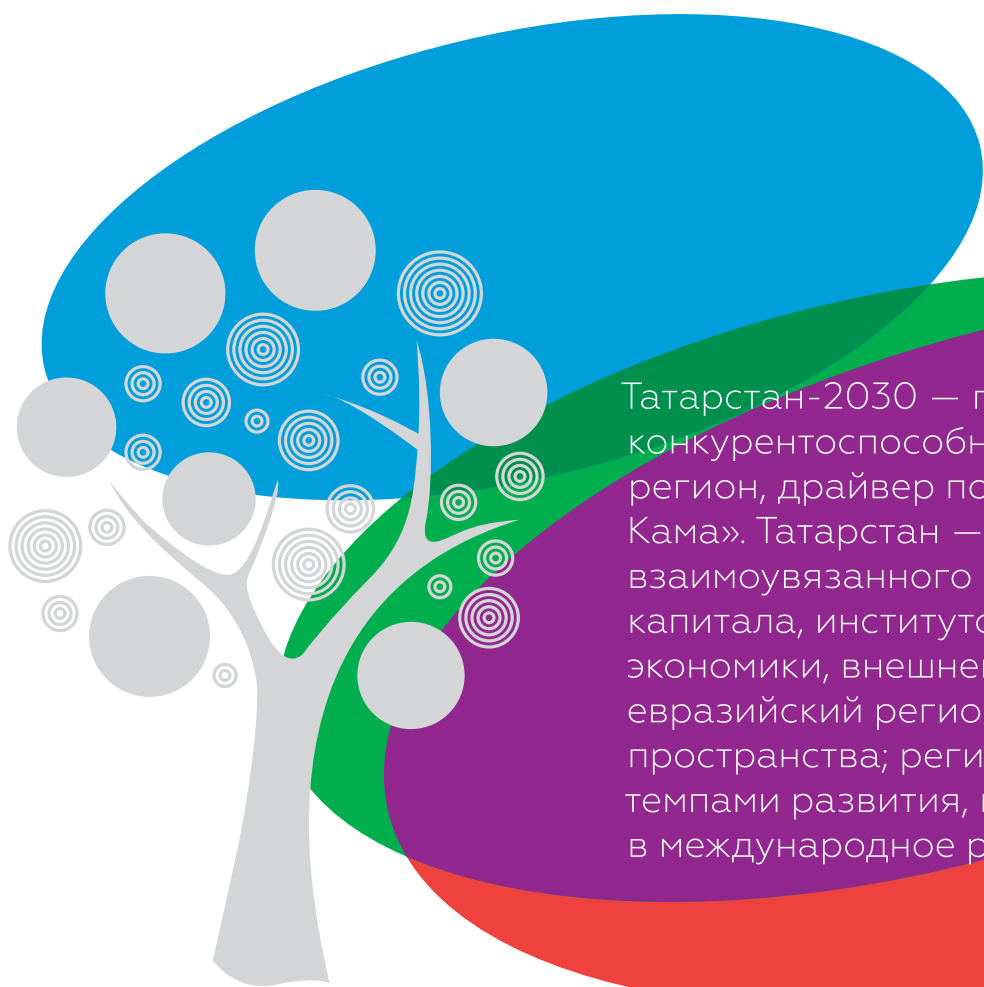 Татарстан-2030 —
конкурентоспособн
регион, драйвер по
Кама». Татарстан —
взаимоувязанного
капитала, институто
экономики, внешне
евразийский регио
пространства; реги
темпами развития,
в международное р